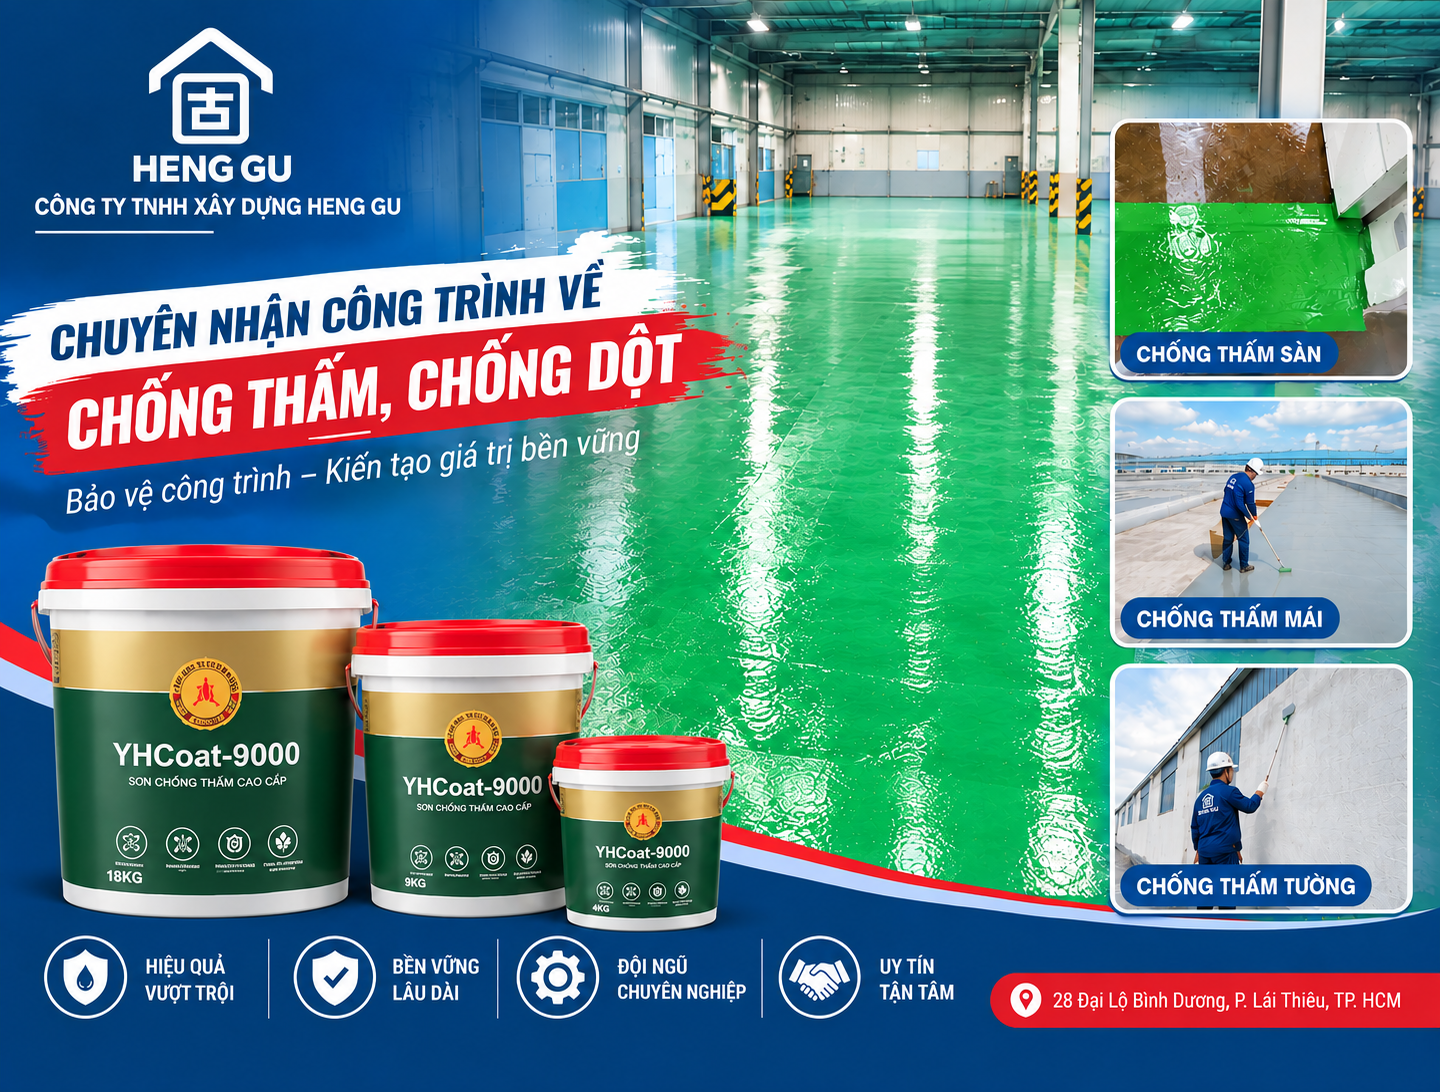 古
HENG GU
CÔNG TY TNHH XÂY DỰNG HENG GU
CHUYÊN NHẬN CÔNG TRÌNH VỀ
CHỐNG THẤM, CHỐNG DỘT
Bảo vệ công trình – Kiến tạo giá trị bền vững
CHỐNG THẤM SÀN
CHỐNG THẤM MÁI
CHỐNG THẤM TƯỜNG
HENG GU
YHCoat-9000
SƠN CHỐNG THẤM CAO CẤP
18KG
YHCoat-9000
SƠN CHỐNG THẤM CAO CẤP
9KG
YHCoat-9000
SƠN CHỐNG THẤM CAO CẤP
4KG
HIỆU QUẢ
VƯỢT TRỘI
BỀN VỮNG
LÂU DÀI
ĐỘI NGŨ
CHUYÊN NGHIỆP
UY TÍN
TẬN TÂM
28 Đại Lộ Bình Dương, P. Lái Thiêu, TP. HCM